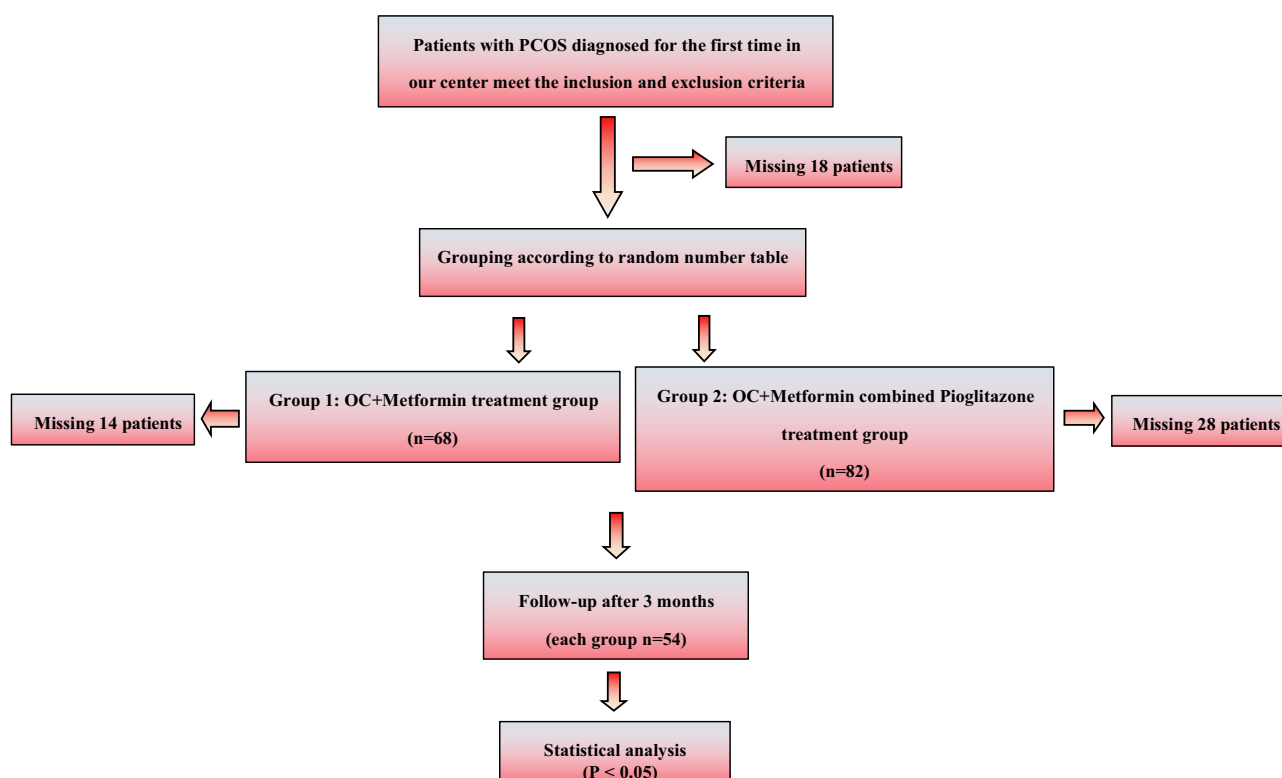 Patients with PCOS diagnosed for the first time in
our center meet the inclusion and exclusion criteria
Missing 18 patients
Grouping according to random number table
Group 1: OC+Metformin treatment group
(n=68)
Missing 14 patients
Group 2: OC+Metformin combined Pioglitazone
treatment group
(n=82)
Missing 28 patients
Follow-up after 3 months
(each group n=54)
Statistical analysis
(P < 0.05)